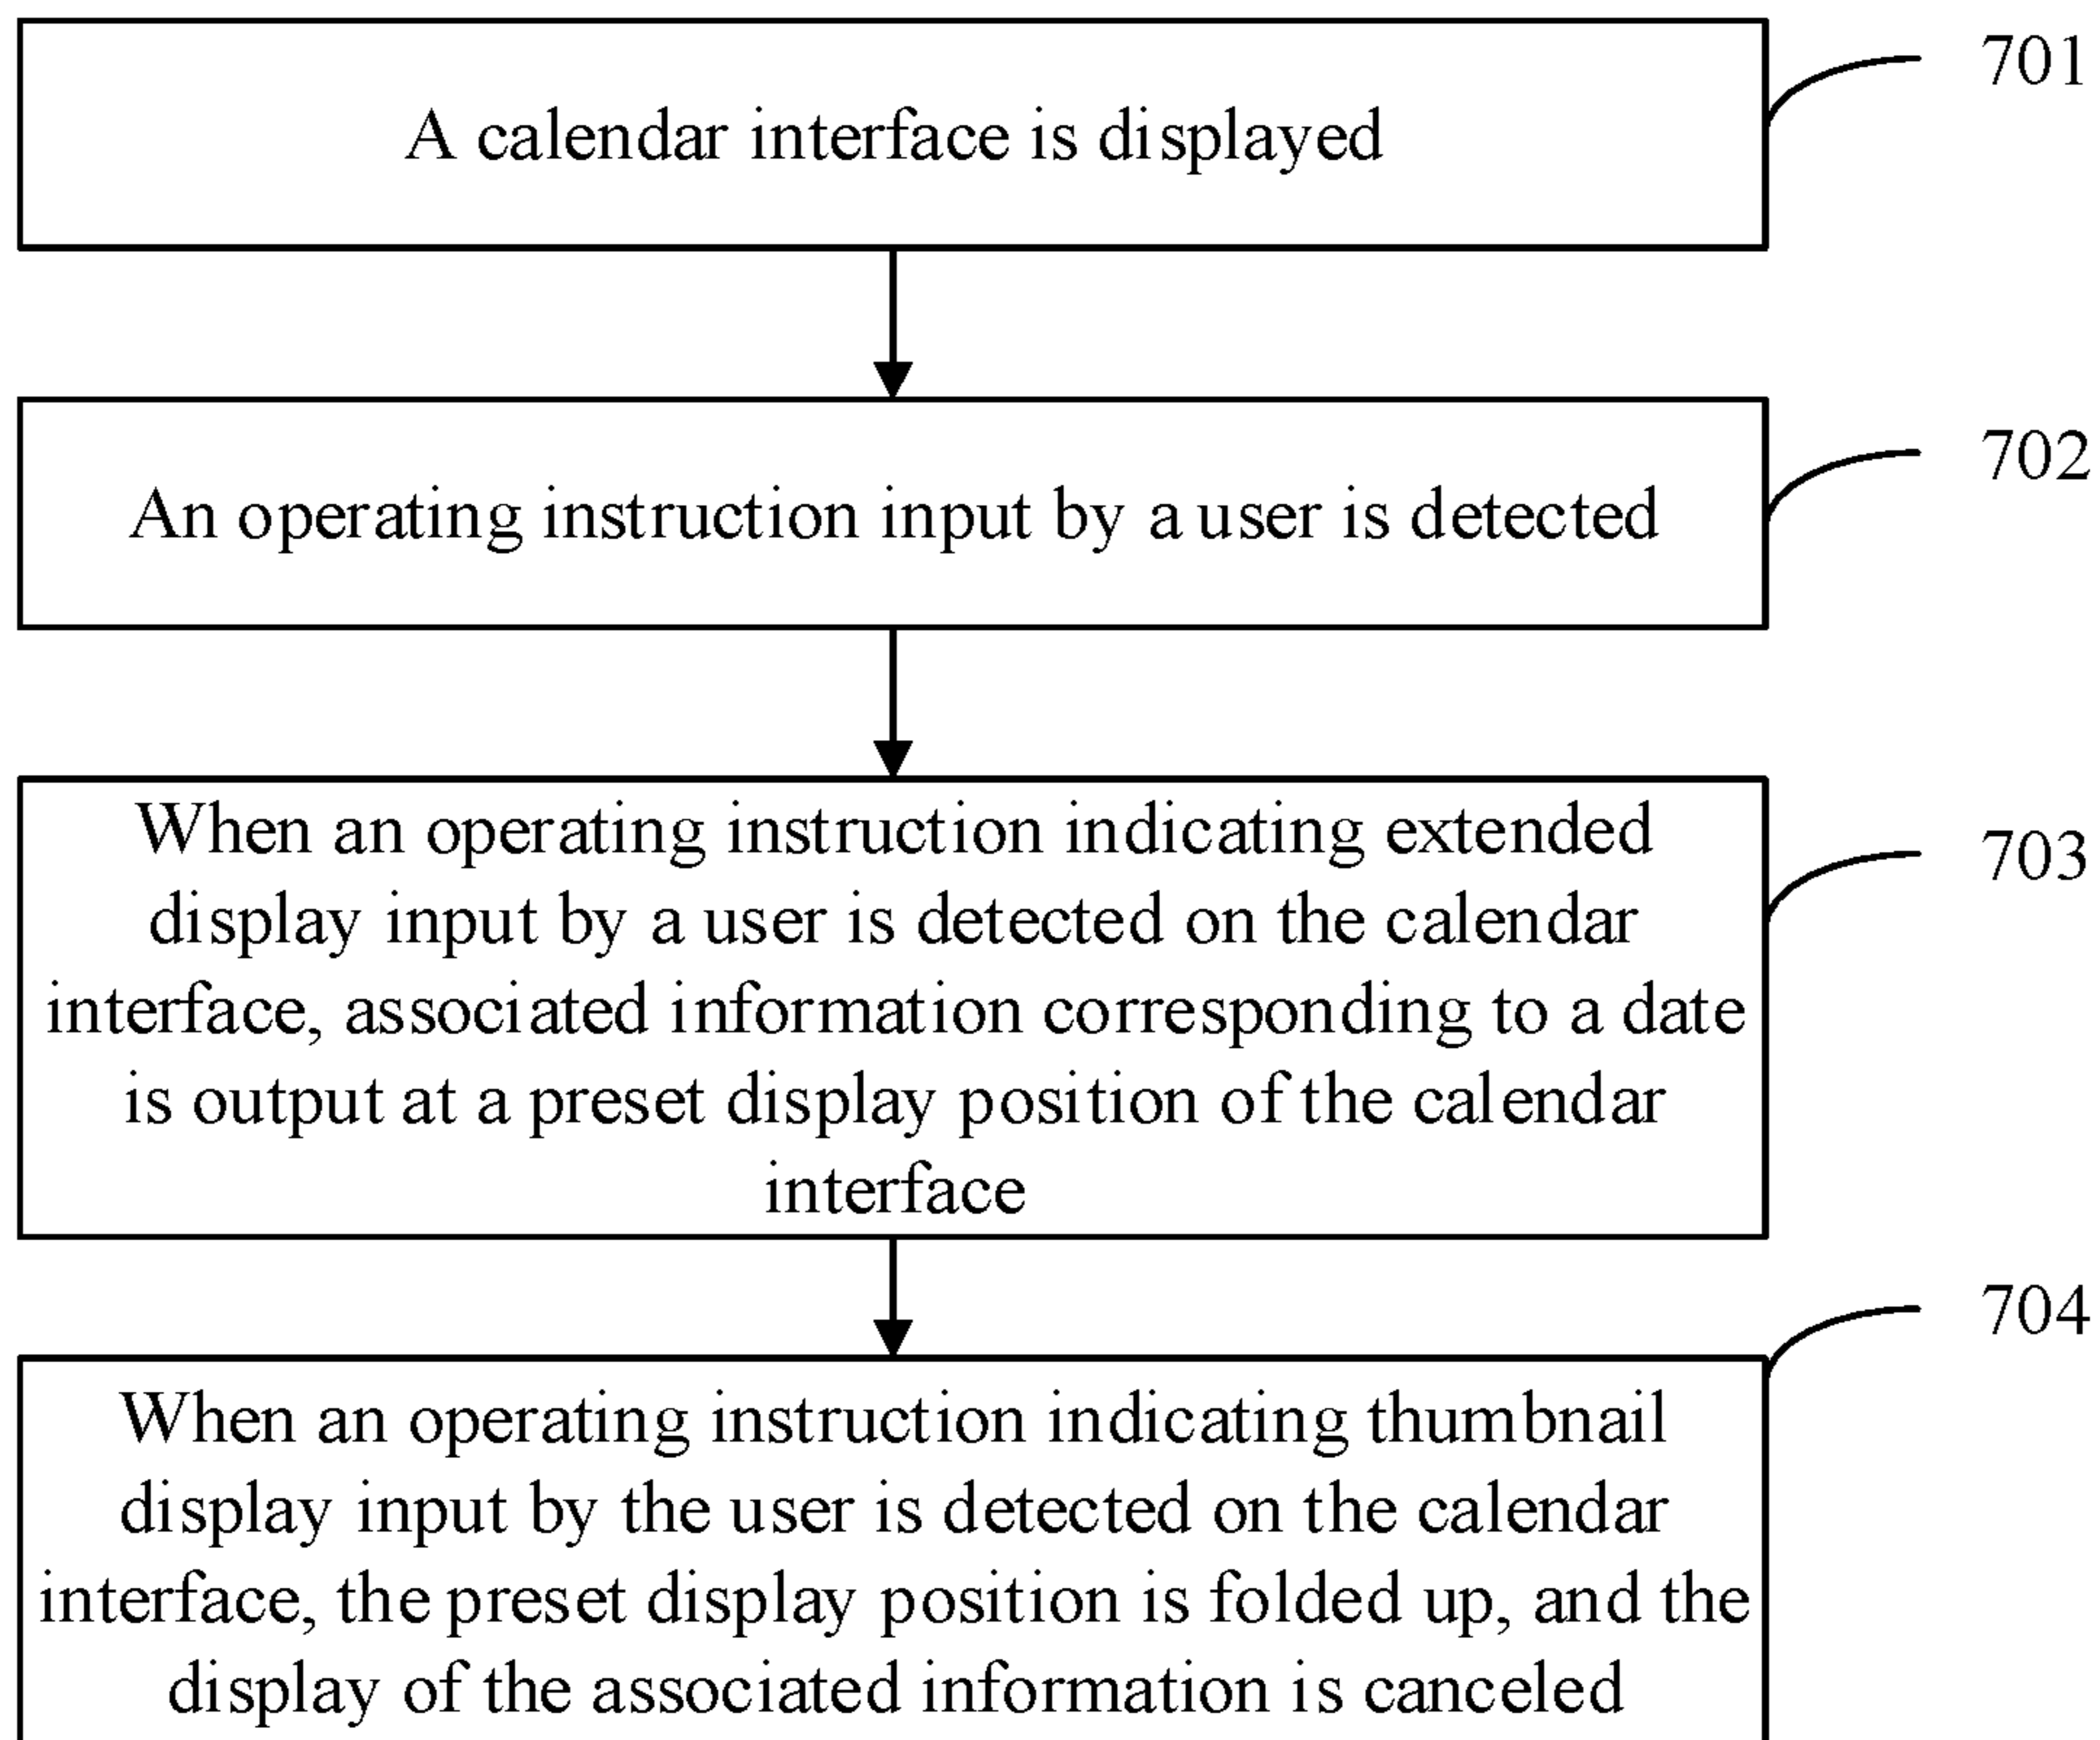 A calendar interface is displayed
701
An operating instruction input by a user is detected
702
When an operating instruction indicating extended
display input by a user is detected on the calendar
interface, associated information corresponding to a date
is output at a preset display position of the calendar
interface
703
When an operating instruction indicating thumbnail
display input by the user is detected on the calendar
interface, the preset display position is folded up, and the
display of the associated information is canceled
704